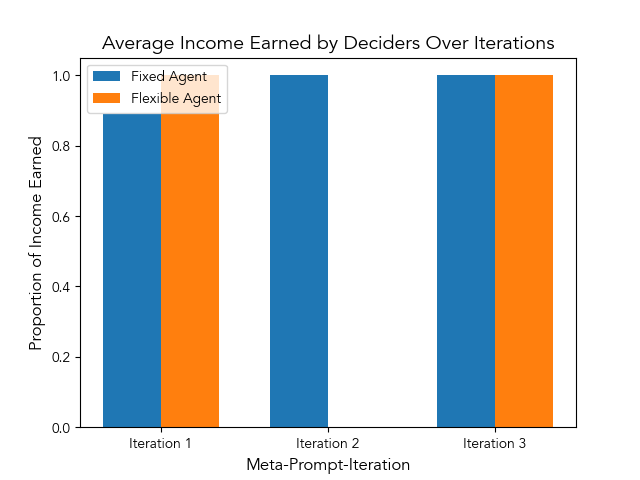 Average Income Earned by Deciders Over Iterations
Fixed Agent
Flexible Agent
Proportion of Income Earned
1.0
0.8
0.6
0.4
0.2
0.0
Iteration 1
Iteration 2
Iteration 3
Meta-Prompt-Iteration